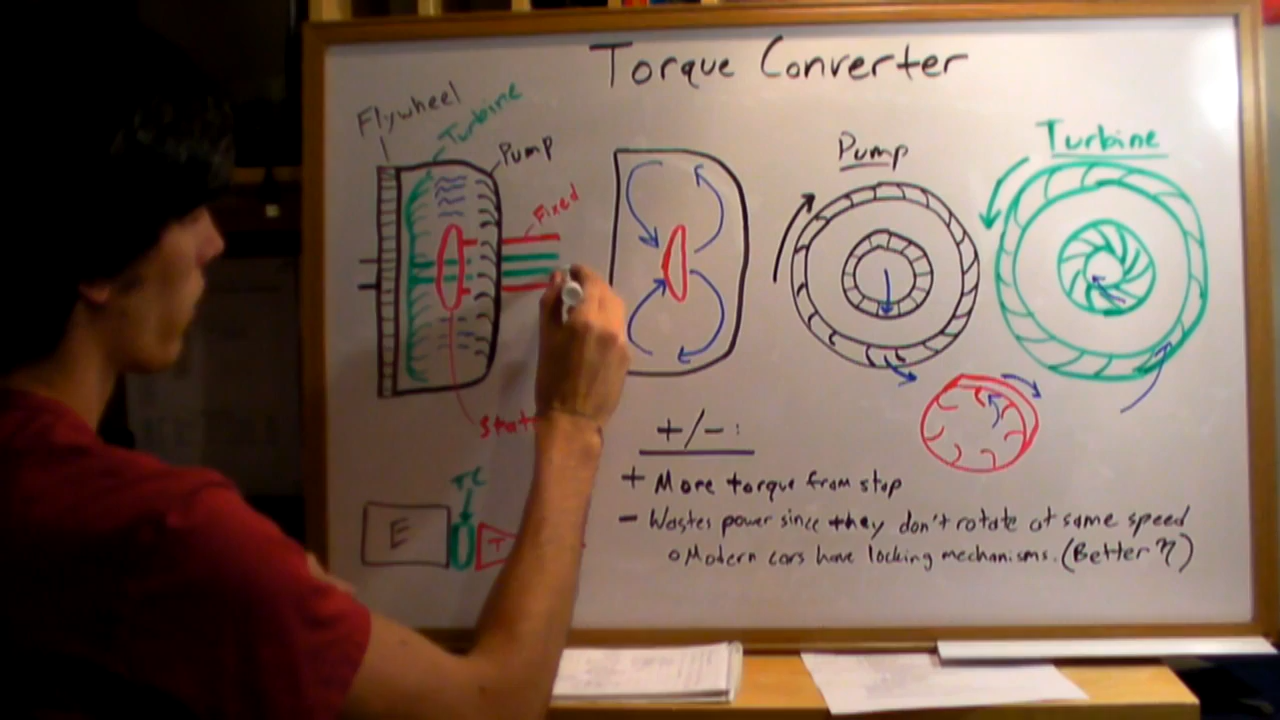 Torque Converter
Flywheel
Turbine
Pump
Fixed
Pump
Turbine
+/- :
+ More torque from stop
- Wastes power since they don't rotate at same speed
o Modern cars have locking mechanisms. (Better η)
TC
E
T